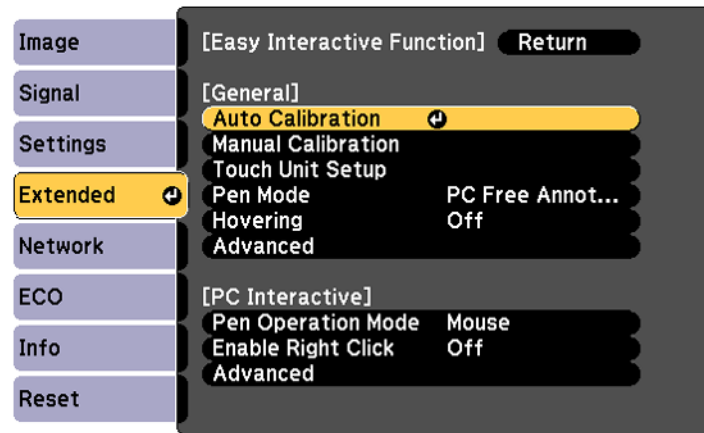 Image
Signal
Settings
Extended
Network
ECO
Info
Reset
[Easy Interactive Function] Return
[General]
Auto Calibration
Manual Calibration
Touch Unit Setup
Pen Mode PC Free Annot...
Hovering Off
Advanced
[PC Interactive]
Pen Operation Mode Mouse
Enable Right Click Off
Advanced